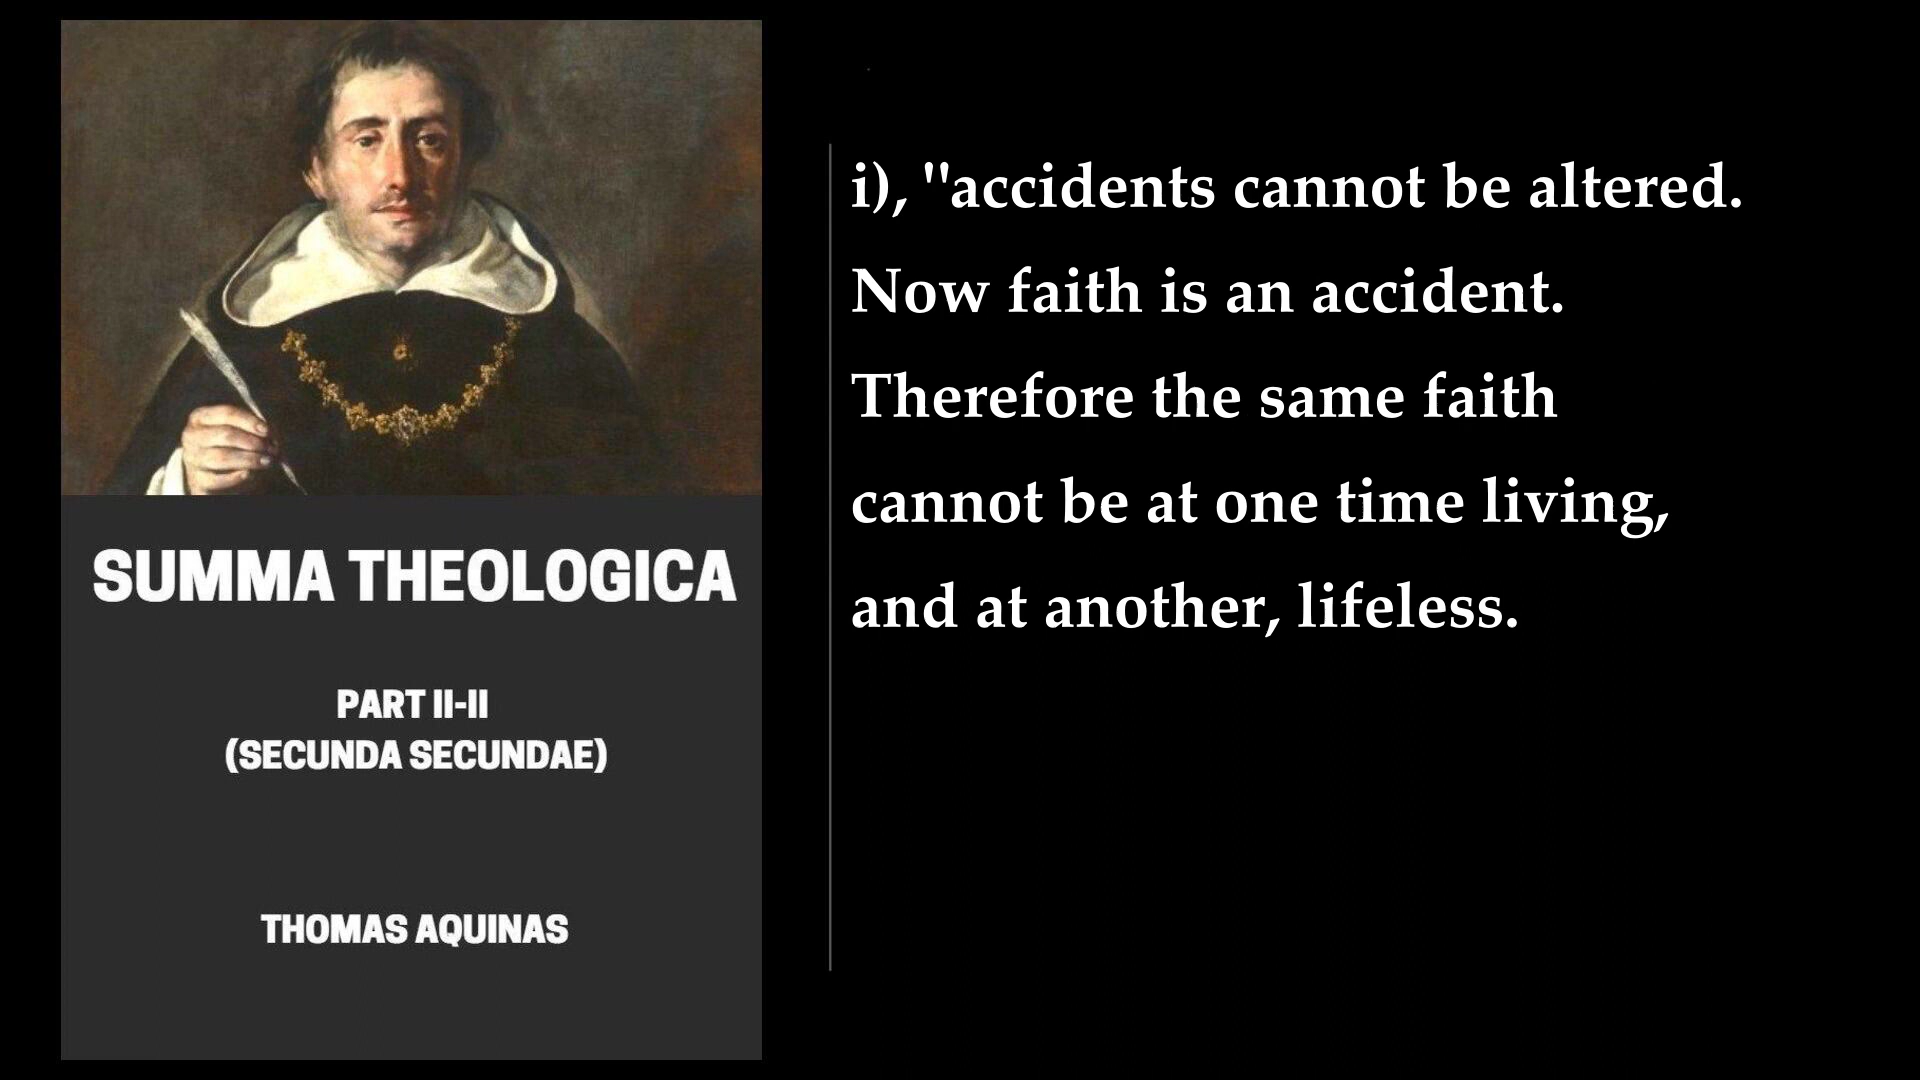 SUMMA THEOLOGICA
PART II-II
(SECUNDA SECUNDAE)
THOMAS AQUINAS
i), "accidents cannot be altered.
Now faith is an accident.
Therefore the same faith
cannot be at one time living,
and at another, lifeless.